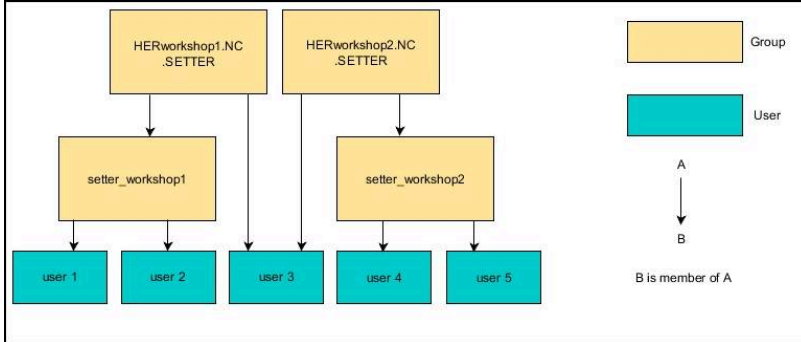 HERworkshop1.NC
.SETTER
HERworkshop2.NC
.SETTER
Group
User
setter_workshop1
setter_workshop2
A
B
user 1
user 2
user 3
user 4
user 5
B is member of A